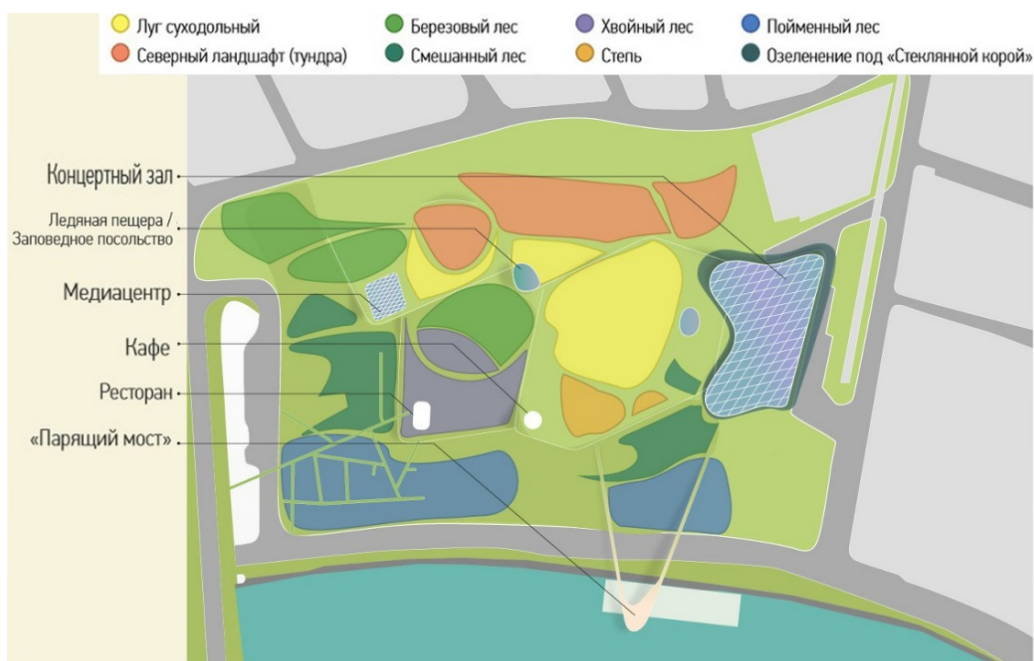 Луг суходольный
Березовый лес
Хвойный лес
Пойменный лес
Северный ландшафт (тундра)
Смешанный лес
Степь
Озеленение под «Стеклянной корой»
Концертный зал
Ледяная пещера /
Заповедное посольство
Медиацентр
Кафе
Ресторан
«Парящий мост»